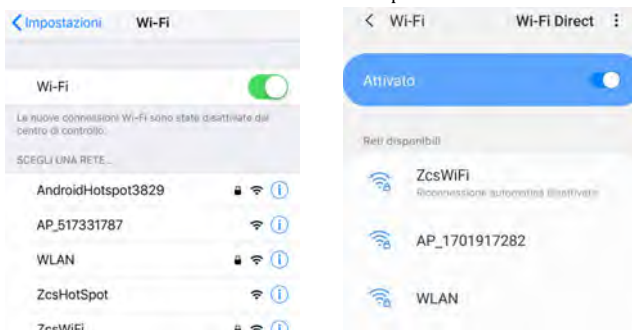 Impostazioni Wi-Fi
Wi-Fi
Le nuove connessioni Wi-Fi sono state disattivate dal
centro di controllo.
SCEGLI UNA RETE...
AndroidHotspot3829
AP_517331787
WLAN
ZcsHotSpot
ZcsWiFi
Wi-Fi Wi-Fi Direct
Attivato
Reti disponibili
ZcsWiFi
Riconnessione automatica disattivata
AP_1701917282
WLAN